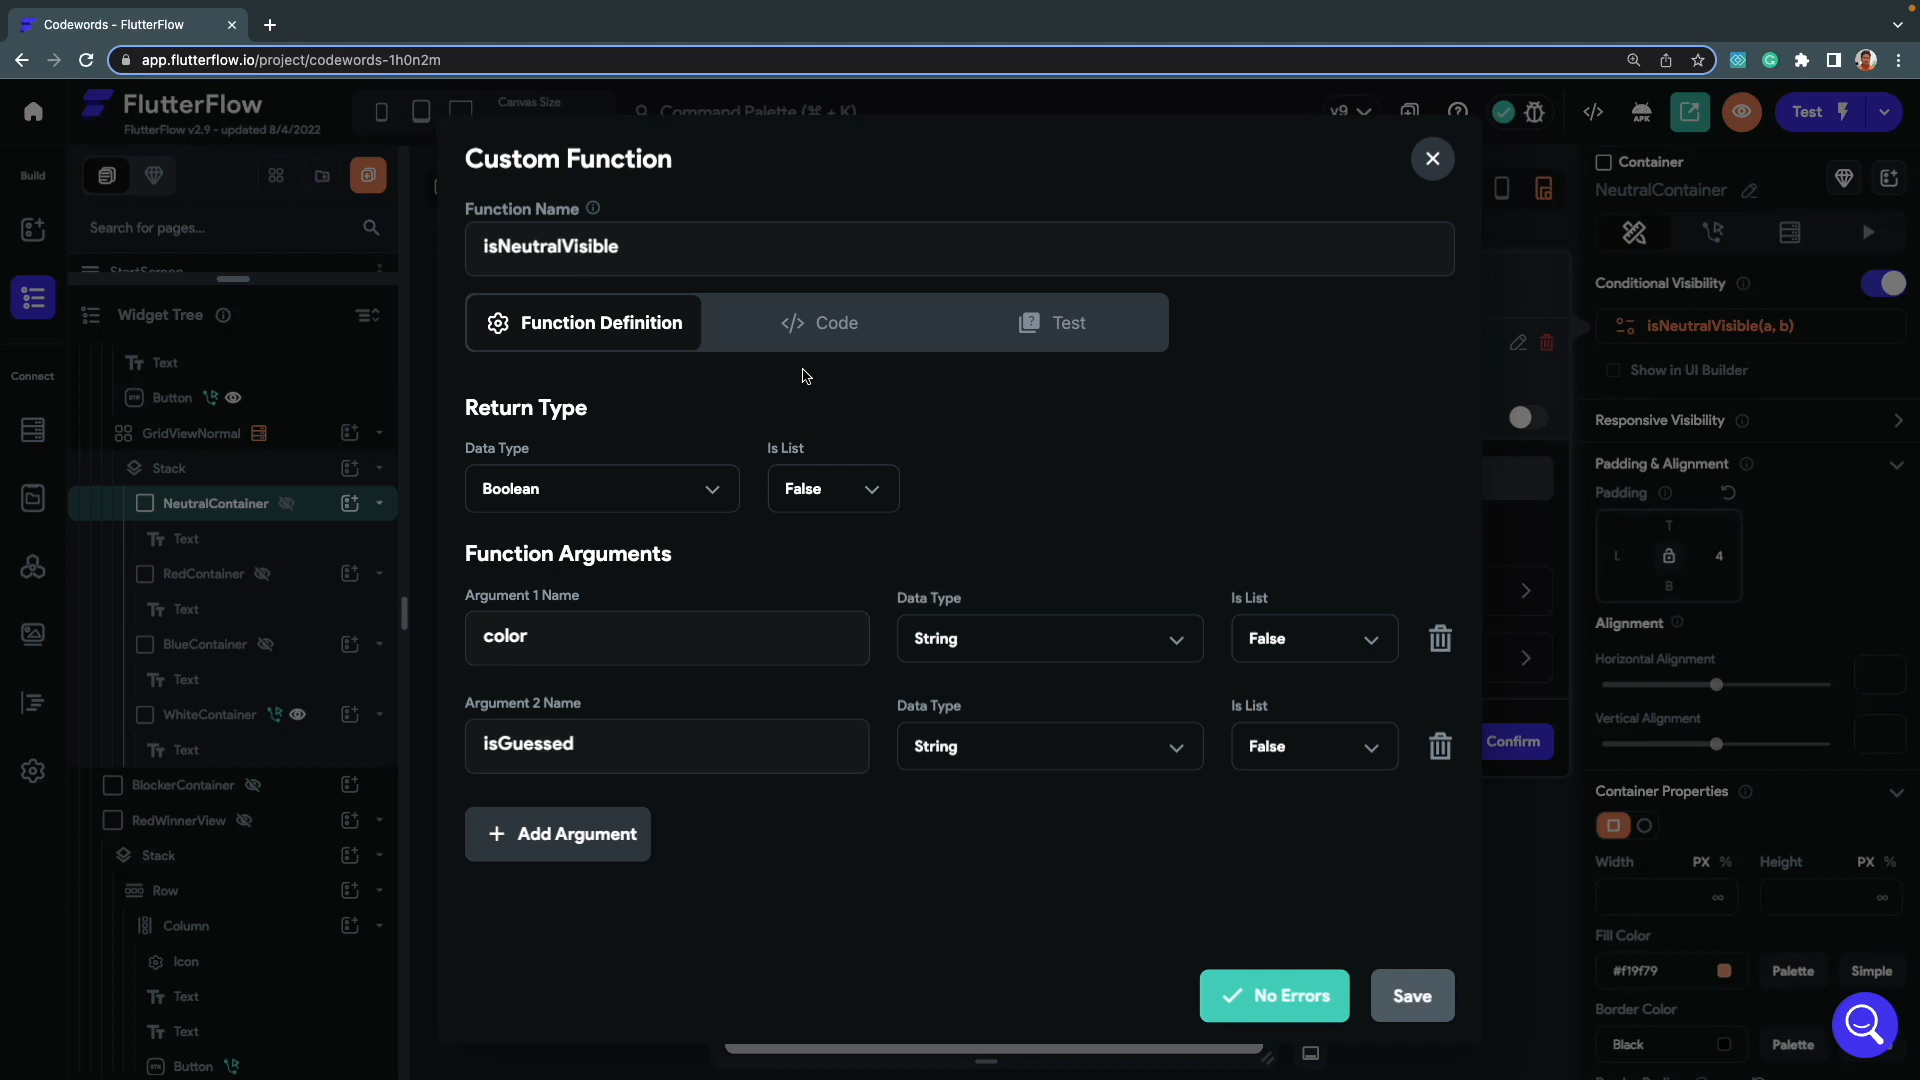 Codewords - FlutterFlow
app.flutterflow.io/project/codewords-1h0n2m
FlutterFlow
FlutterFlow v2.9 - updated 8/4/2022
Canvas Size
Command Palette (⌘ + K)
v9
APK
Test
Build
Connect
Search for pages...
StartScreen
Widget Tree
Text
Button
GridViewNormal
Stack
NeutralContainer
Text
RedContainer
Text
BlueContainer
Text
WhiteContainer
Text
BlockerContainer
RedWinnerView
Stack
Row
Column
Icon
Text
Text
Button
Custom Function
Function Name
isNeutralVisible
Function Definition
Code
Test
Return Type
Data Type
Is List
Boolean
False
Function Arguments
Argument 1 Name
Data Type
Is List
color
String
False
Argument 2 Name
Data Type
Is List
isGuessed
String
False
Add Argument
No Errors
Save
Confirm
Container
NeutralContainer
Conditional Visibility
isNeutralVisible(a, b)
Show in UI Builder
Responsive Visibility
Padding & Alignment
Padding
T
L
4
B
Alignment
Horizontal Alignment
Vertical Alignment
Container Properties
Width
PX
%
Height
PX
%
∞
∞
Fill Color
#f19f79
Palette
Simple
Border Color
Black
Palette